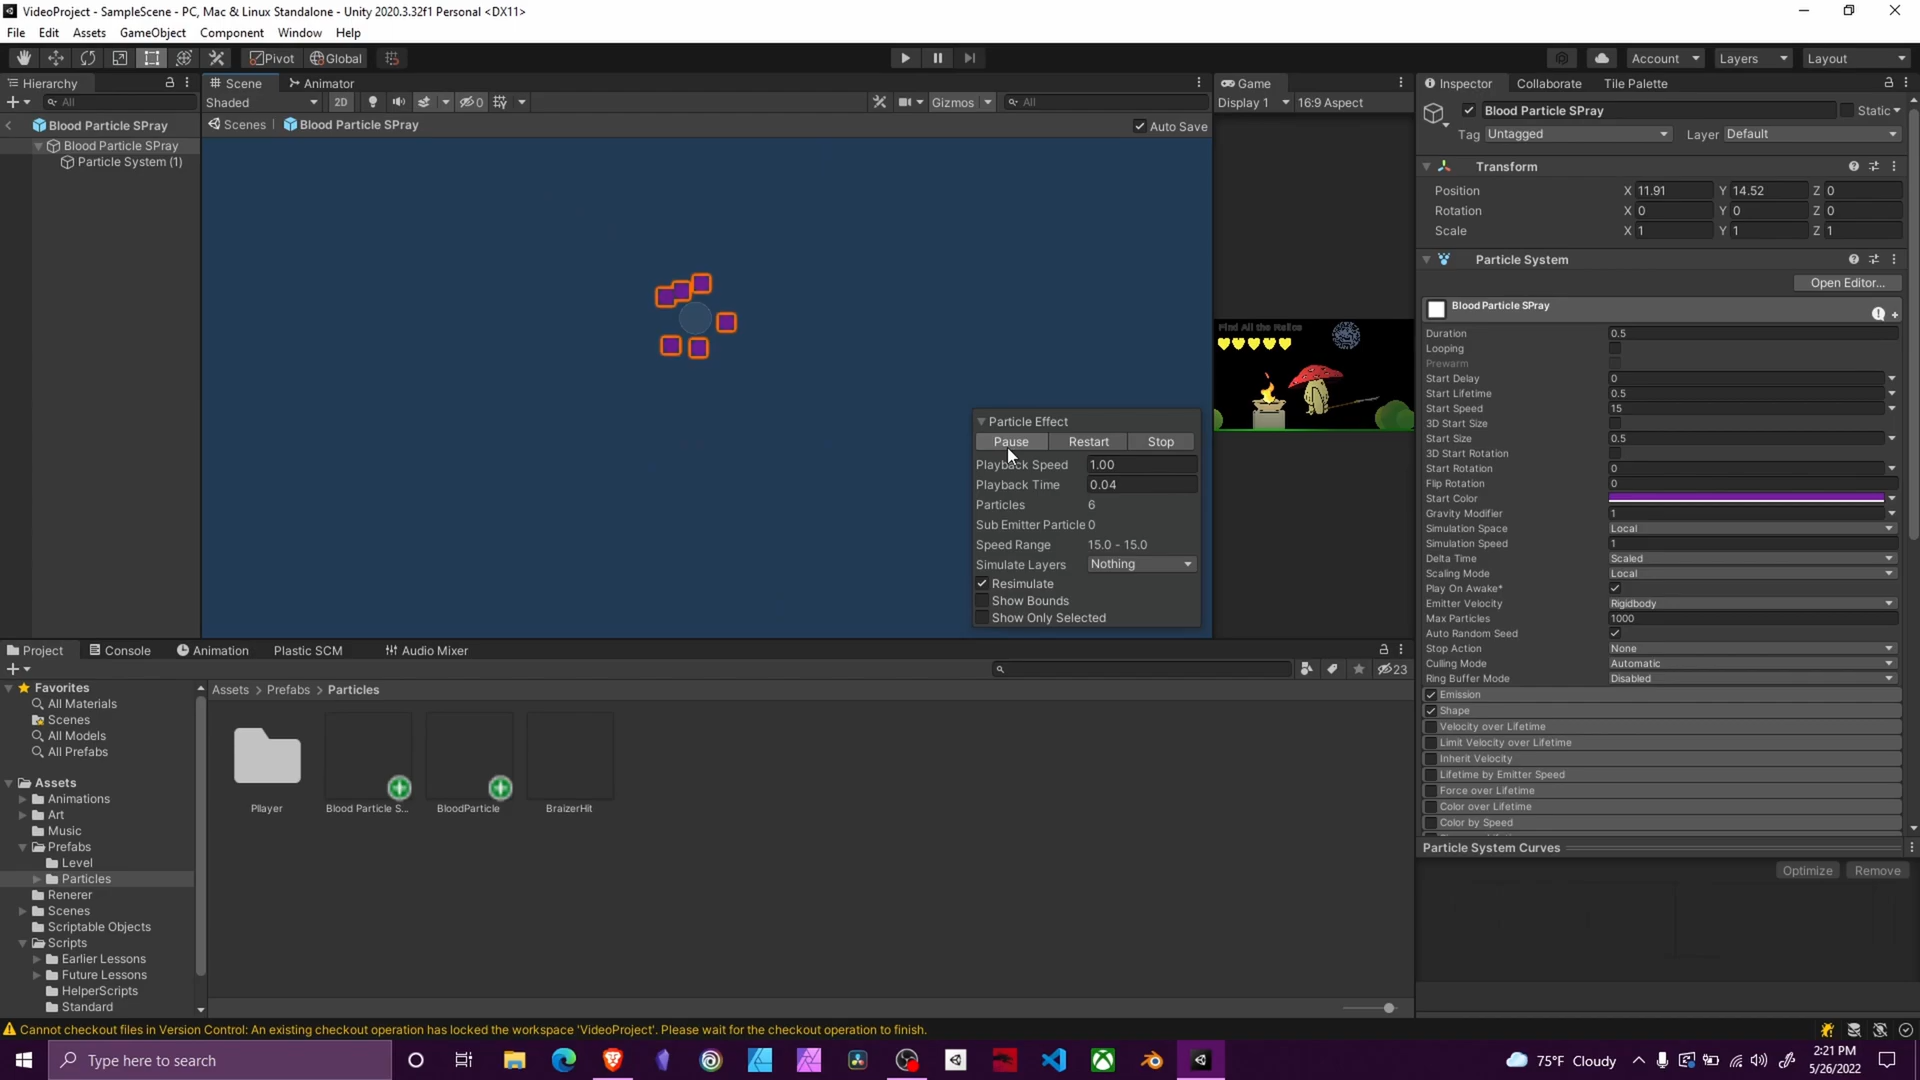 VideoProject - SampleScene - PC, Mac & Linux Standalone - Unity 2020.3.32f1 Personal <DX11>
File Edit Assets GameObject Component Window Help
Pivot Global Account Layers Layout
Hierarchy
All
Blood Particle SPray
Blood Particle SPray
Particle System (1)
Scene Animator
Shaded 2D 0 Gizmos All
Scenes Blood Particle SPray Auto Save
Particle Effect
Pause Restart Stop
Playback Speed 1.00
Playback Time 0.04
Particles 6
Sub Emitter Particle 0
Speed Range 15.0 - 15.0
Simulate Layers Nothing
Resimulate
Show Bounds
Show Only Selected
Game
Display 1 16:9 Aspect
Find All the Relics
Inspector Collaborate Tile Palette
Blood Particle SPray Static
Tag Untagged Layer Default
Transform
Position X 11.91 Y 14.52 Z 0
Rotation X 0 Y 0 Z 0
Scale X 1 Y 1 Z 1
Particle System
Open Editor...
Blood Particle SPray
Duration 0.5
Looping
Prewarm
Start Delay 0
Start Lifetime 0.5
Start Speed 15
3D Start Size
Start Size 0.5
3D Start Rotation
Start Rotation 0
Flip Rotation 0
Start Color
Gravity Modifier 1
Simulation Space Local
Simulation Speed 1
Delta Time Scaled
Scaling Mode Local
Play On Awake*
Emitter Velocity Rigidbody
Max Particles 1000
Auto Random Seed
Stop Action None
Culling Mode Automatic
Ring Buffer Mode Disabled
Emission
Shape
Velocity over Lifetime
Limit Velocity over Lifetime
Inherit Velocity
Lifetime by Emitter Speed
Force over Lifetime
Color over Lifetime
Color by Speed
Particle System Curves
Optimize Remove
Project Console Animation Plastic SCM Audio Mixer
23
Favorites
All Materials
Scenes
All Models
All Prefabs
Assets
Animations
Art
Music
Prefabs
Level
Particles
Renerer
Scenes
Scriptable Objects
Scripts
Earlier Lessons
Future Lessons
HelperScripts
Standard
Assets > Prefabs > Particles
Player Blood Particle S... BloodParticle BraizerHit
Cannot checkout files in Version Control: An existing checkout operation has locked the workspace 'VideoProject'. Please wait for the checkout operation to finish.
Type here to search
75°F Cloudy
2:21 PM
5/26/2022